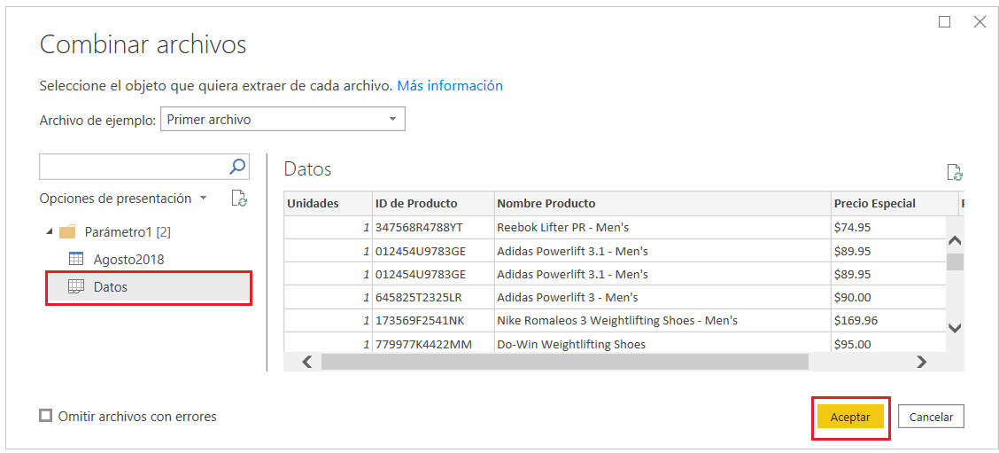 Combinar archivos
Seleccione el objeto que quiera extraer de cada archivo. Más información
Archivo de ejemplo: Primer archivo
Opciones de presentación
Parámetro1 [2]
Agosto2018
Datos
Datos
Unidades ID de Producto Nombre Producto Precio Especial
1 347568R4788YT Reebok Lifter PR - Men's $74.95
1 012454U9783GE Adidas Powerlift 3.1 - Men's $89.95
1 012454U9783GE Adidas Powerlift 3.1 - Men's $89.95
1 645825T2325LR Adidas Powerlift 3 - Men's $90.00
1 173569F2541NK Nike Romaleos 3 Weightlifting Shoes - Men's $169.96
1 779977K4422MM Do-Win Weightlifting Shoes $95.00
Omitir archivos con errores
Aceptar Cancelar